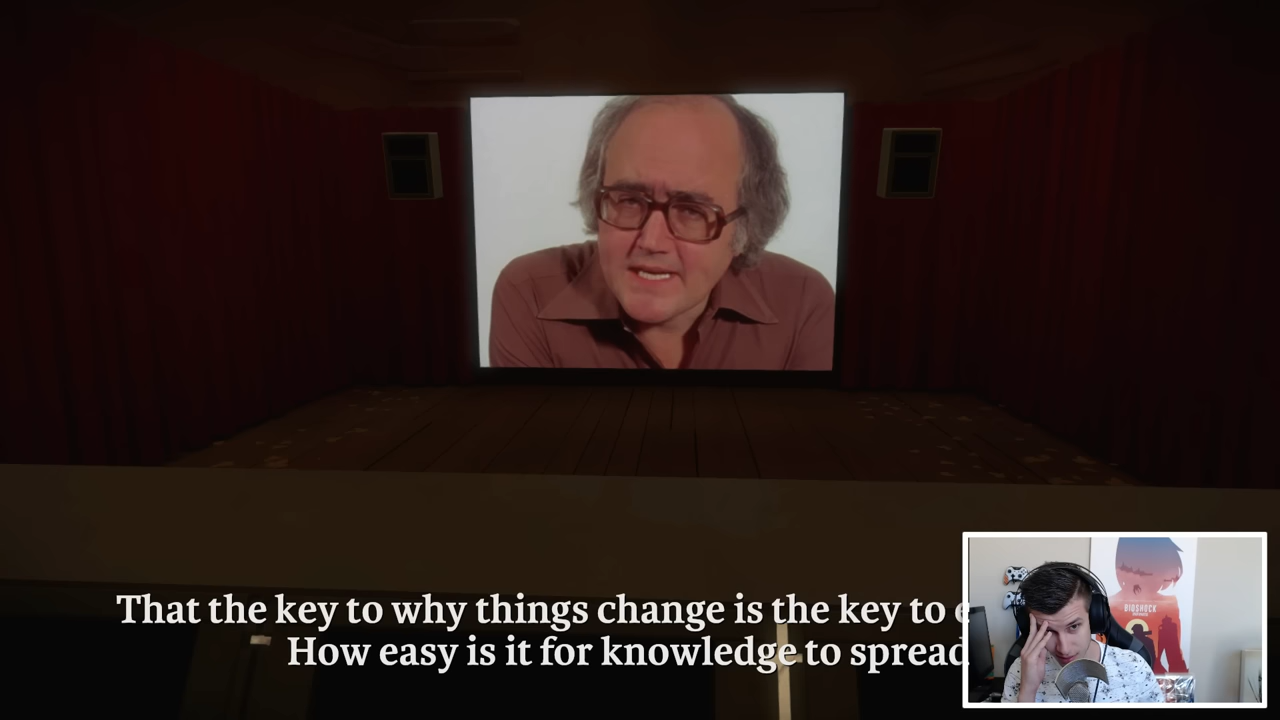 That the key to why things change is the key to
How easy is it for knowledge to spread
BIOSHOCK